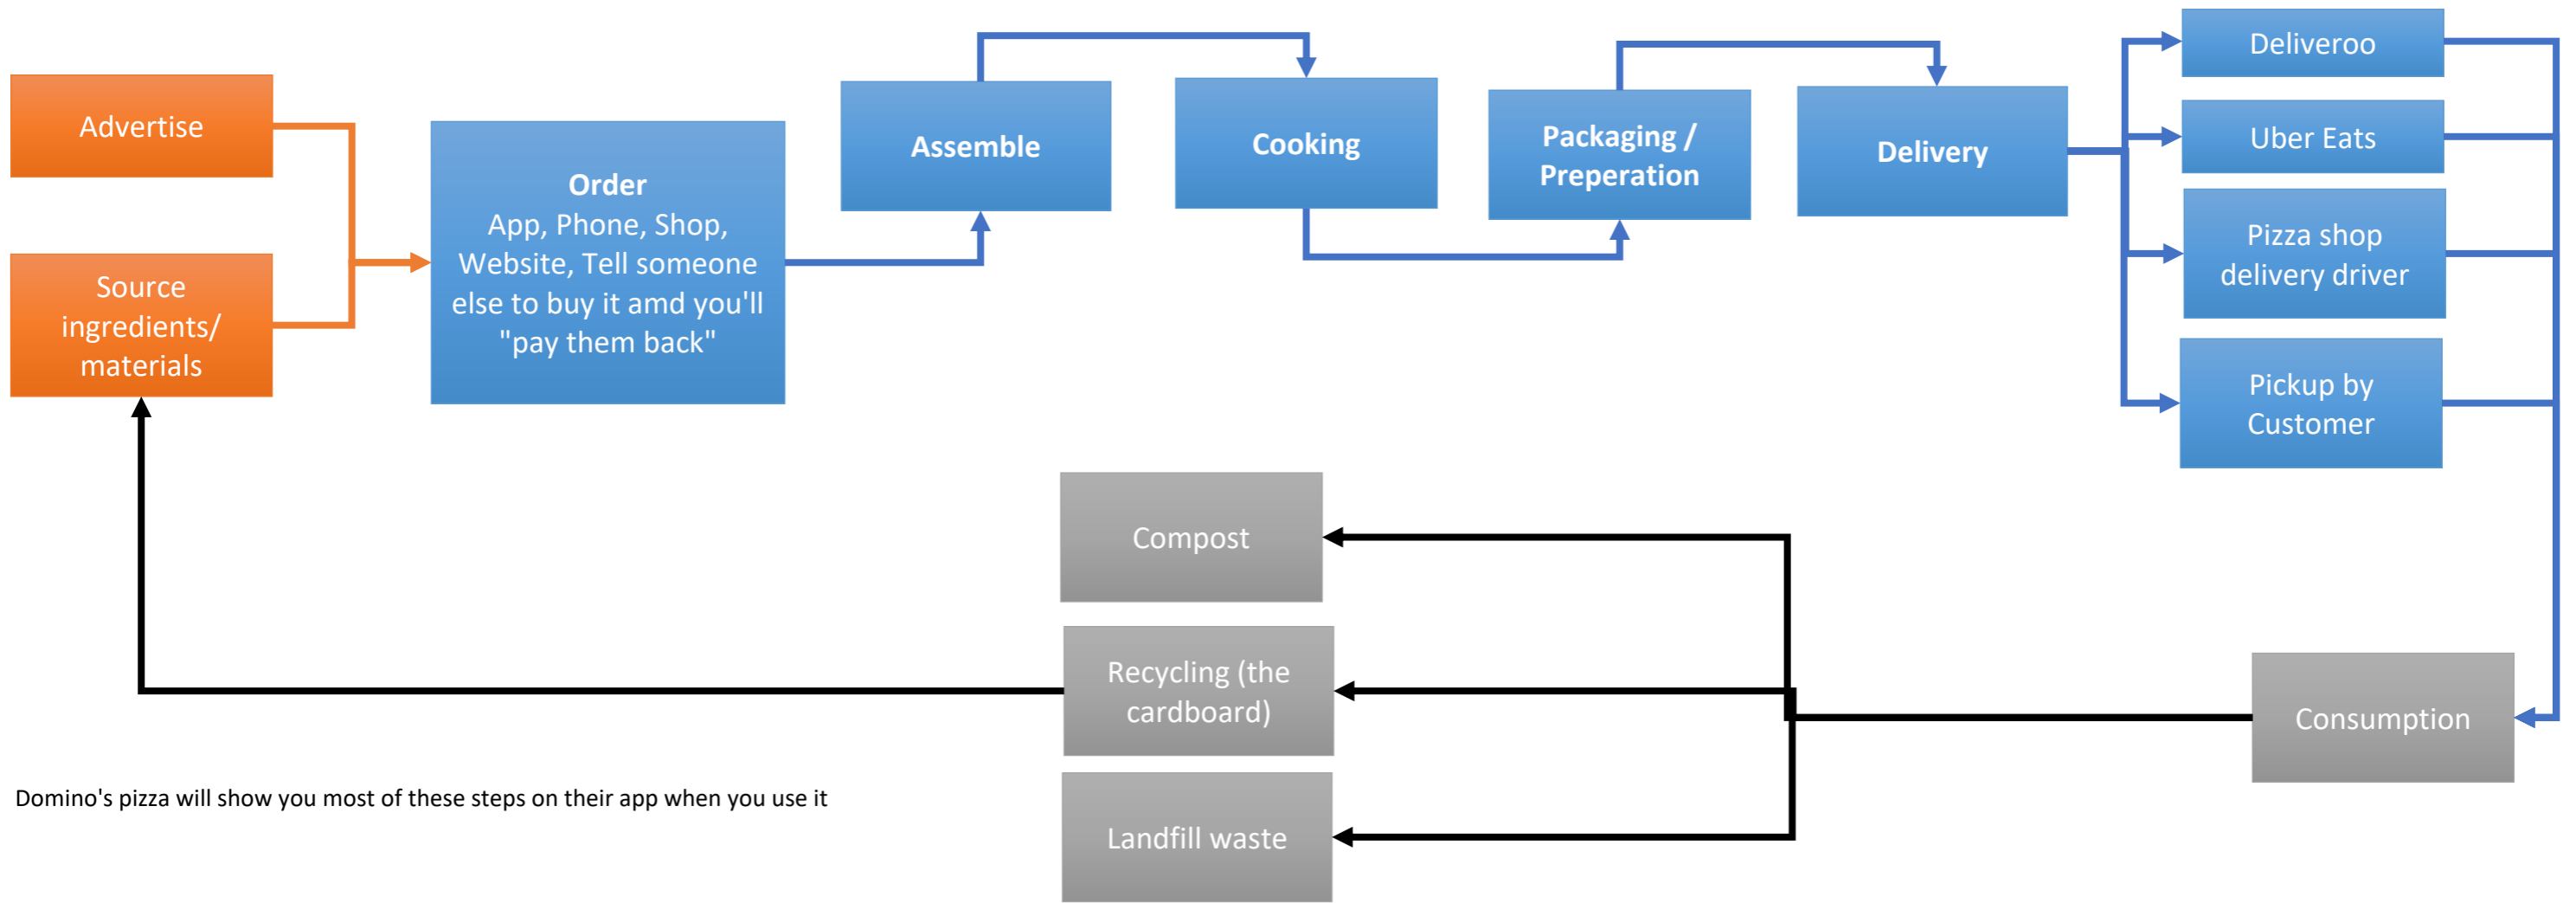 Advertise
Source
ingredients/
materials
Order
App, Phone, Shop,
Website, Tell someone
else to buy it amd you'll
"pay them back"
Assemble
Cooking
Packaging /
Preperation
Delivery
Deliveroo
Uber Eats
Pizza shop
delivery driver
Pickup by
Customer
Consumption
Compost
Recycling (the
cardboard)
Landfill waste
Domino's pizza will show you most of these steps on their app when you use it